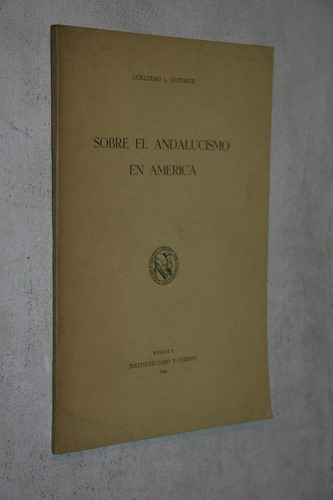 GUILLERMO L. GUITARTE
SOBRE EL ANDALUCISMO
EN AMERICA
BOGOTA
INSTITUTO CARO Y CUERVO